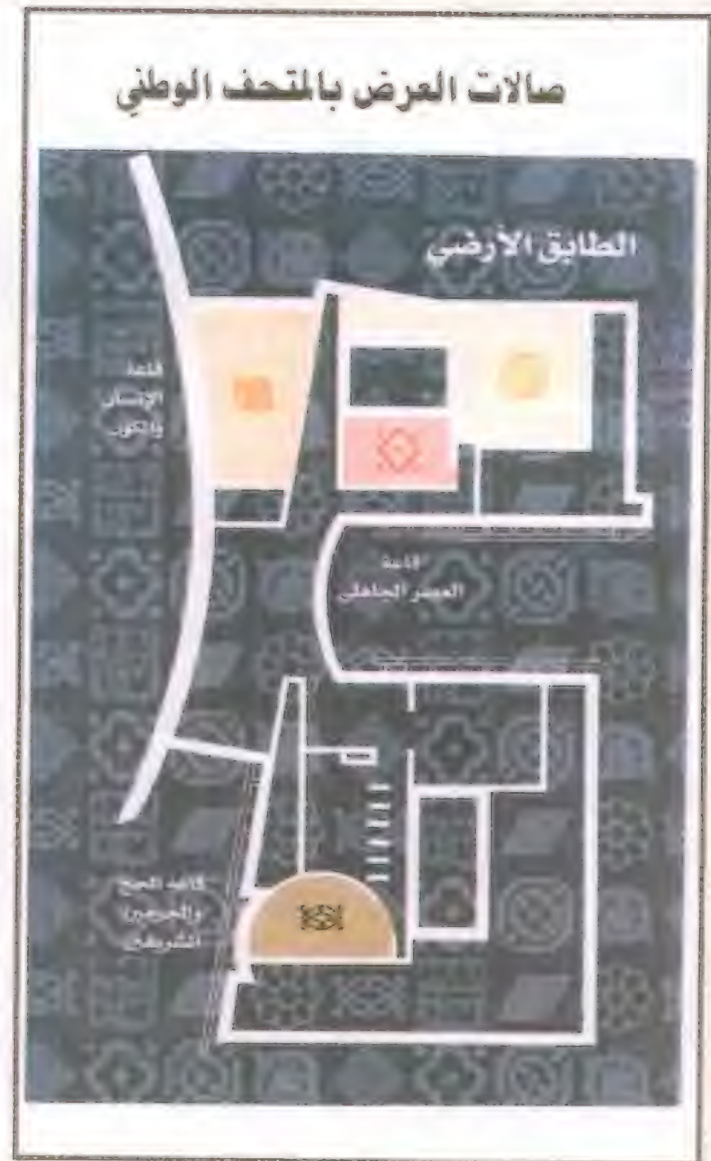 صالات العرض بالمتحف الوطني
الطابق الأرضي
قاعة
الإنسان
والكون
قاعة
العصر الجاهلي
قاعة الحج
والحرمين
الشريفين